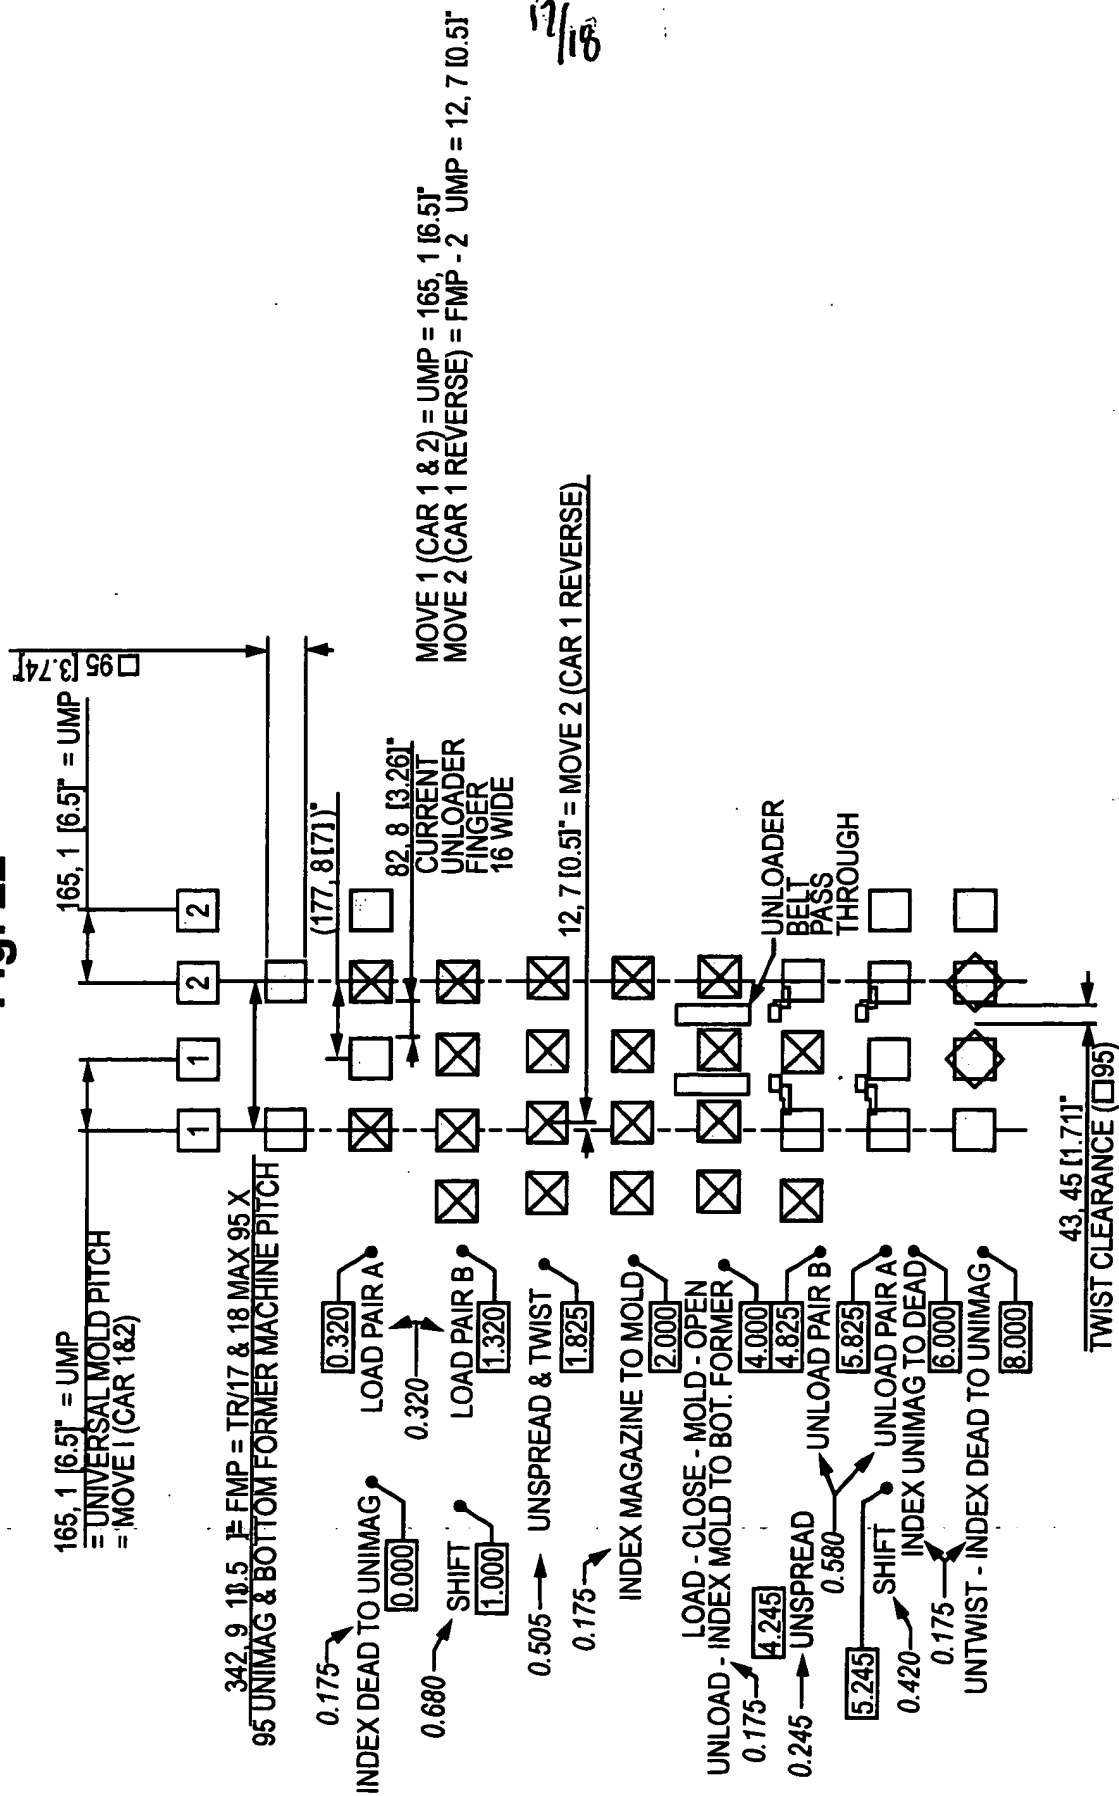 17/18
Fig. 22
165, 1 [6.5]" = UMP
= UNIVERSAL MOLD PITCH
= MOVE I (CAR 1&2)
165, 1 [6.5]" = UMP
□ 95 [3.74]"
1
1
2
2
342, 9 13.5 ]"= FMP = TR/17 & 18 MAX 95 X
95 UNIMAG & BOTTOM FORMER MACHINE PITCH
(177, 8 [7])"
82, 8 [3.26]"
CURRENT
UNLOADER
FINGER
16 WIDE
MOVE 1 (CAR 1 & 2) = UMP = 165, 1 [6.5]"
MOVE 2 (CAR 1 REVERSE) = FMP - 2 UMP = 12, 7 [0.5]"
12, 7 [0.5]" = MOVE 2 (CAR 1 REVERSE)
0.175
INDEX DEAD TO UNIMAG
0.000
0.320
LOAD PAIR A
0.320
0.680
SHIFT
1.000
LOAD PAIR B
1.320
0.505
UNSPREAD & TWIST
1.825
0.175
INDEX MAGAZINE TO MOLD
2.000
LOAD - CLOSE - MOLD - OPEN
UNLOAD - INDEX MOLD TO BOT. FORMER
4.000
0.175
4.245
4.825
0.245
UNSPREAD
UNLOAD PAIR B
0.580
5.825
5.245
SHIFT
UNLOAD PAIR A
0.420
INDEX UNIMAG TO DEAD
6.000
0.175
UNTWIST - INDEX DEAD TO UNIMAG
8.000
UNLOADER
BELT
PASS
THROUGH
43, 45 [1.71]"
TWIST CLEARANCE (□95)